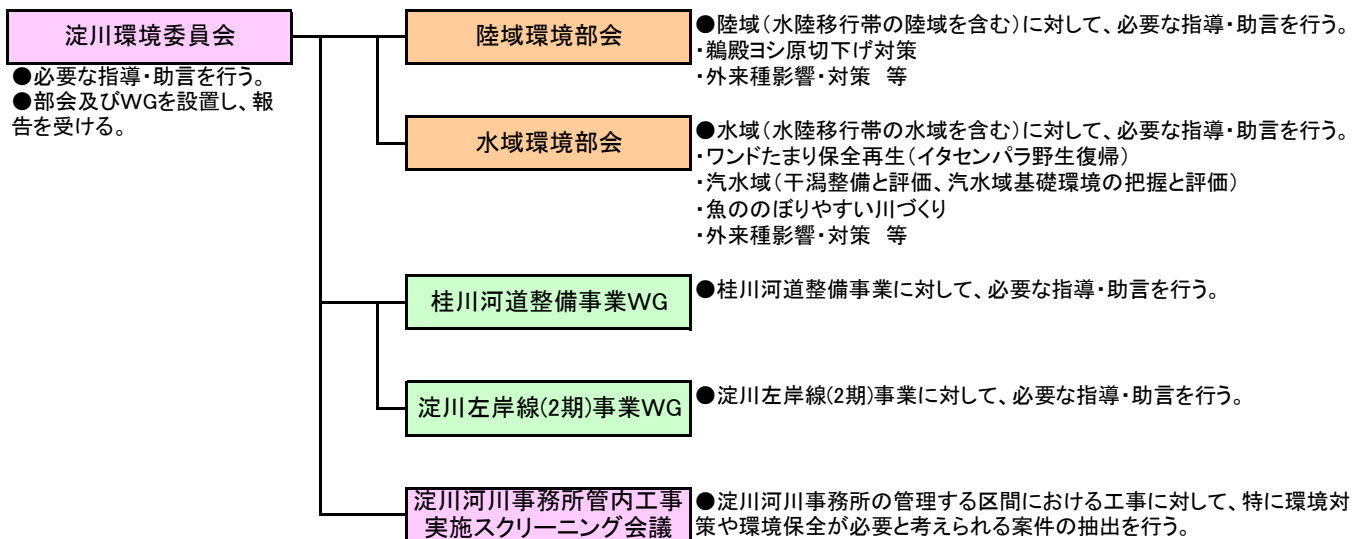 淀川環境委員会
●必要な指導・助言を行う。
●部会及びWGを設置し、報
告を受ける。
陸域環境部会
●陸域(水陸移行帯の陸域を含む)に対して、必要な指導・助言を行う。
・鵜殿ヨシ原切下げ対策
・外来種影響・対策 等
水域環境部会
●水域(水陸移行帯の水域を含む)に対して、必要な指導・助言を行う。
・ワンドたまり保全再生(イタセンパラ野生復帰)
・汽水域(干潟整備と評価、汽水域基礎環境の把握と評価)
・魚ののぼりやすい川づくり
・外来種影響・対策 等
桂川河道整備事業WG
●桂川河道整備事業に対して、必要な指導・助言を行う。
淀川左岸線(2期)事業WG
●淀川左岸線(2期)事業に対して、必要な指導・助言を行う。
淀川河川事務所管内工事
実施スクリーニング会議
●淀川河川事務所の管理する区間における工事に対して、特に環境対
策や環境保全が必要と考えられる案件の抽出を行う。